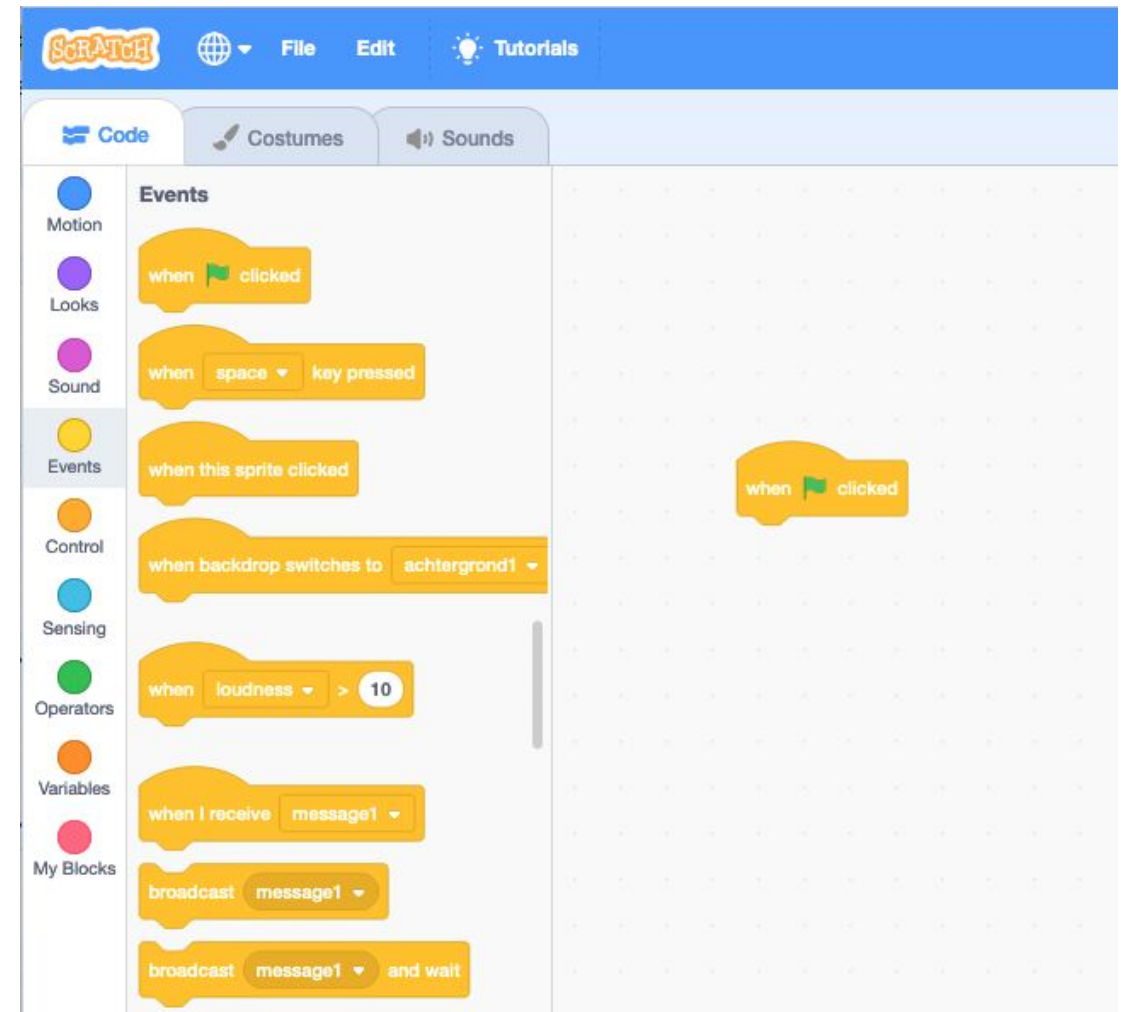 SCRATCH File Edit Tutorials
Code Costumes Sounds
Motion
Looks
Sound
Events
Control
Sensing
Operators
Variables
My Blocks
Events
when clicked
when space key pressed
when this sprite clicked
when backdrop switches to achtergrond1
when loudness > 10
when I receive message1
broadcast message1
broadcast message1 and wait
when clicked